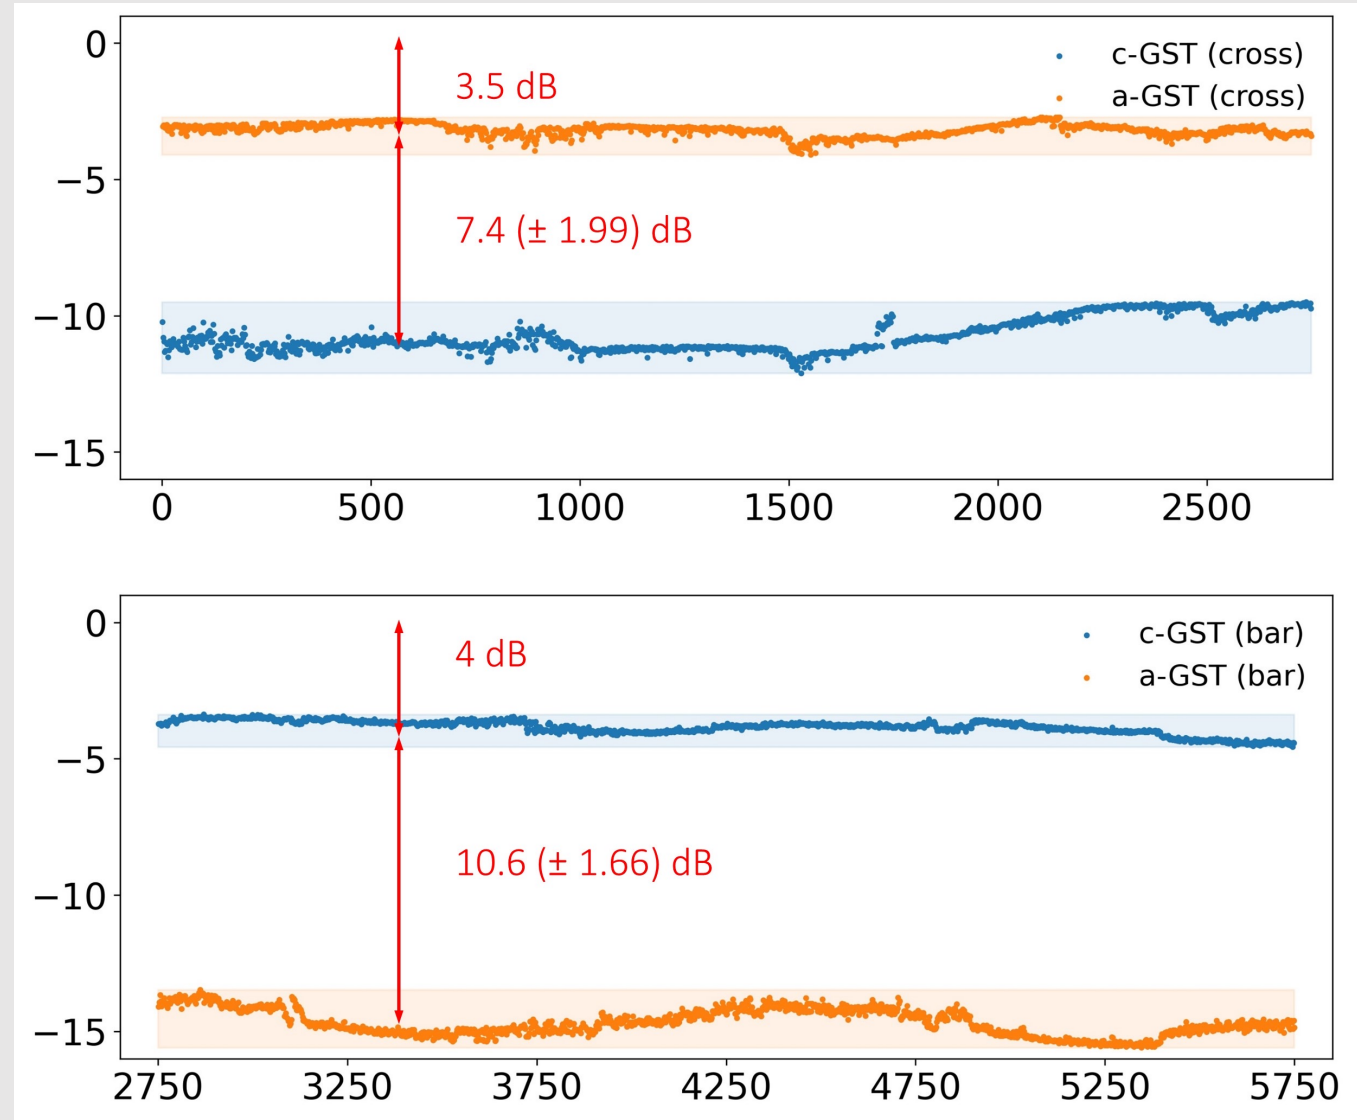 0
−5
−10
−15
c-GST (cross)
a-GST (cross)
3.5 dB
7.4 (± 1.99) dB
0 500 1000 1500 2000 2500
0
−5
−10
−15
c-GST (bar)
a-GST (bar)
4 dB
10.6 (± 1.66) dB
2750 3250 3750 4250 4750 5250 5750